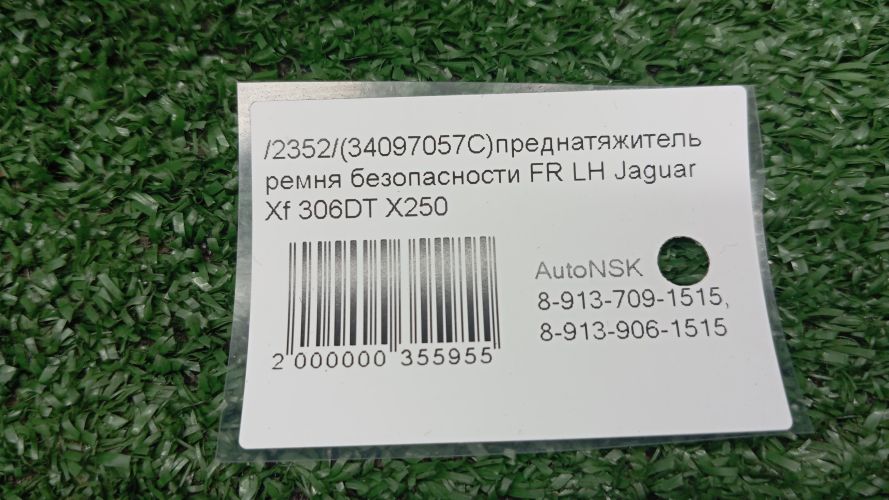 /2352/(34097057C)преднатяжитель
ремня безопасности FR LH Jaguar
Xf 306DT X250
AutoNSK
8-913-709-1515,
8-913-906-1515
2 000000 355955